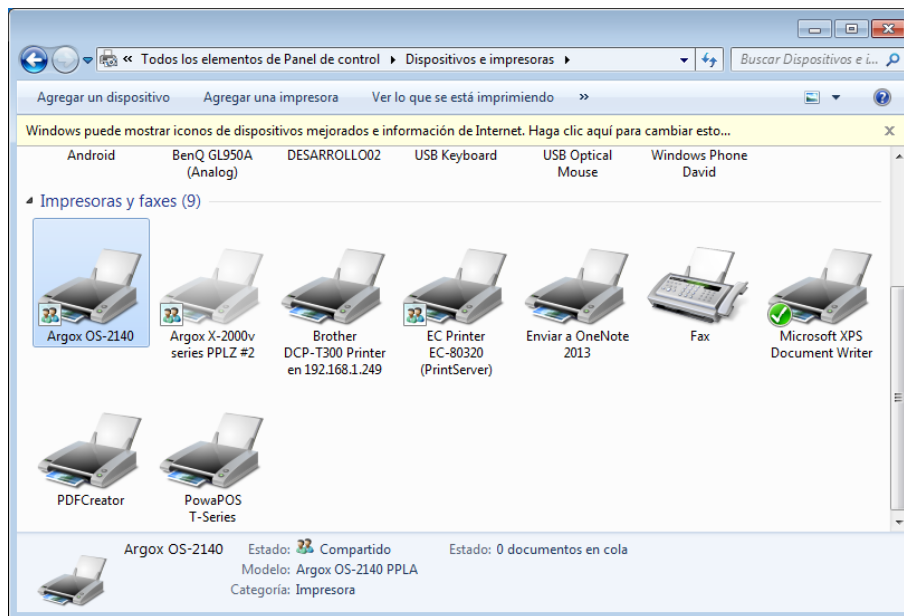 « Todos los elementos de Panel de control ▸ Dispositivos e impresoras ▸ Buscar Dispositivos e i...
Agregar un dispositivo Agregar una impresora Ver lo que se está imprimiendo »
Windows puede mostrar iconos de dispositivos mejorados e información de Internet. Haga clic aquí para cambiar esto...
Android
BenQ GL950A
(Analog)
DESARROLLO02
USB Keyboard
USB Optical
Mouse
Windows Phone
David
Impresoras y faxes (9)
Argox OS-2140
Argox X-2000v
series PPLZ #2
Brother
DCP-T300 Printer
en 192.168.1.249
EC Printer
EC-80320
(PrintServer)
Enviar a OneNote
2013
Fax
Microsoft XPS
Document Writer
PDFCreator
PowaPOS
T-Series
Argox OS-2140 Estado: Compartido Estado: 0 documentos en cola
Modelo: Argox OS-2140 PPLA
Categoría: Impresora